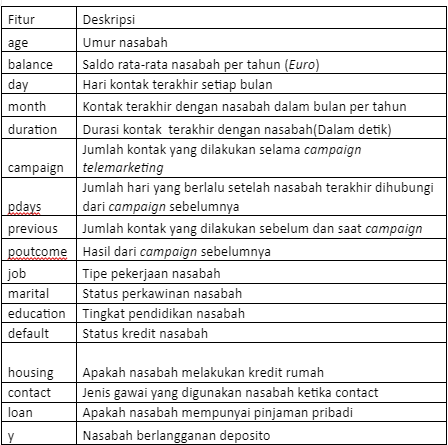 Fitur Deskripsi
age Umur nasabah
balance Saldo rata-rata nasabah per tahun (Euro)
day Hari kontak terakhir setiap bulan
month Kontak terakhir dengan nasabah dalam bulan per tahun
duration Durasi kontak terakhir dengan nasabah(Dalam detik)
campaign Jumlah kontak yang dilakukan selama campaign
telemarketing
pdays Jumlah hari yang berlalu setelah nasabah terakhir dihubungi
dari campaign sebelumnya
previous Jumlah kontak yang dilakukan sebelum dan saat campaign
poutcome Hasil dari campaign sebelumnya
job Tipe pekerjaan nasabah
marital Status perkawinan nasabah
education Tingkat pendidikan nasabah
default Status kredit nasabah
housing Apakah nasabah melakukan kredit rumah
contact Jenis gawai yang digunakan nasabah ketika contact
loan Apakah nasabah mempunyai pinjaman pribadi
y Nasabah berlangganan deposito